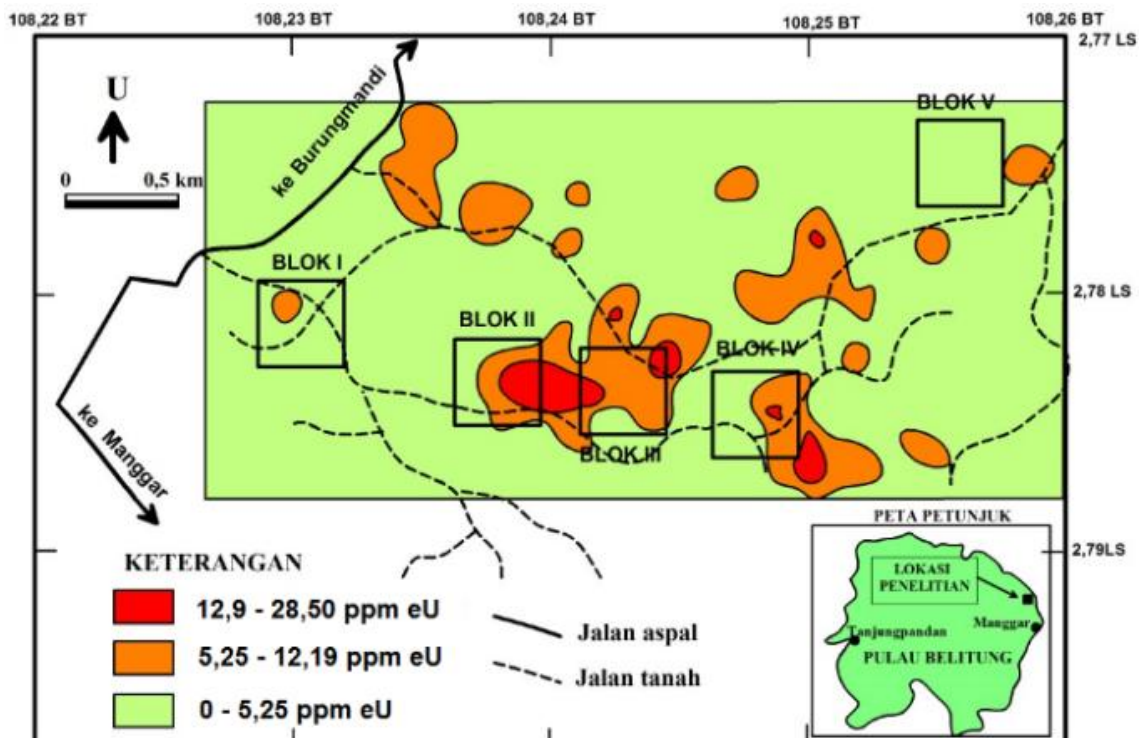 108,22 BT
108,23 BT
108,24 BT
108,25 BT
108,26 BT
2,77 LS
U
0 0,5 km
ke Burungmandi
BLOK V
BLOK I
2,78 LS
BLOK II
BLOK IV
BLOK III
ke Manggar
2,79LS
PETA PETUNJUK
LOKASI
PENELITIAN
Manggar
Tanjungpandan
PULAU BELITUNG
KETERANGAN
12,9 - 28,50 ppm eU
5,25 - 12,19 ppm eU
0 - 5,25 ppm eU
Jalan aspal
Jalan tanah